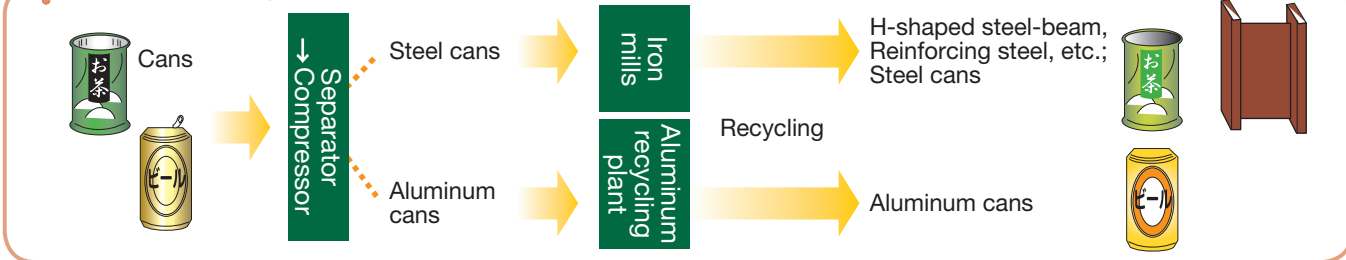 お茶
Cans
ビール
Separator
→Compressor
Steel cans
Aluminum
cans
Iron
mills
Aluminum
recycling
plant
Recycling
H-shaped steel-beam,
Reinforcing steel, etc.;
Steel cans
お茶
Aluminum cans
ビール